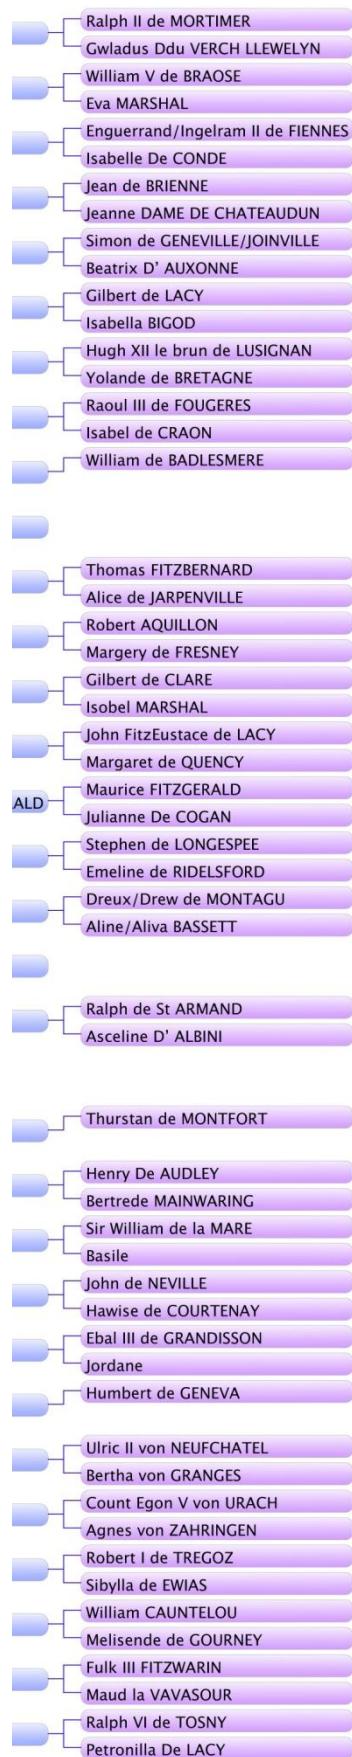 Ralph II de MORTIMER
Gwladus Ddu VERCH LLEWELYN
William V de BRAOSE
Eva MARSHAL
Enguerrand/Ingelram II de FIENNES
Isabelle De CONDE
Jean de BRIENNE
Jeanne DAME DE CHATEAUDUN
Simon de GENEVILLE/JOINVILLE
Beatrix D' AUXONNE
Gilbert de LACY
Isabella BIGOD
Hugh XII le brun de LUSIGNAN
Yolande de BRETAGNE
Raoul III de FOUGERES
Isabel de CRAON
William de BADLESMERE
Thomas FITZBERNARD
Alice de JARPENVILLE
Robert AQUILLON
Margery de FRESNEY
Gilbert de CLARE
Isobel MARSHAL
John FitzEustace de LACY
Margaret de QUENCY
Maurice FITZGERALD
ALD
Julianne De COGAN
Stephen de LONGESPEE
Emeline de RIDELSFORD
Dreux/Drew de MONTAGU
Aline/Aliva BASSETT
Ralph de St ARMAND
Asceline D' ALBINI
Thurstan de MONTFORT
Henry De AUDLEY
Bertrede MAINWARING
Sir William de la MARE
Basile
John de NEVILLE
Hawise de COURTENAY
Ebal III de GRANDISSON
Jordane
Humbert de GENEVA
Ulric II von NEUFCHATEL
Bertha von GRANGES
Count Egon V von URACH
Agnes von ZAHRINGEN
Robert I de TREGOZ
Sibylla de EWIAS
William CAUNTELOU
Melisende de GOURNEY
Fulk III FITZWARIN
Maud la VAVASOUR
Ralph VI de TOSNY
Petronilla De LACY